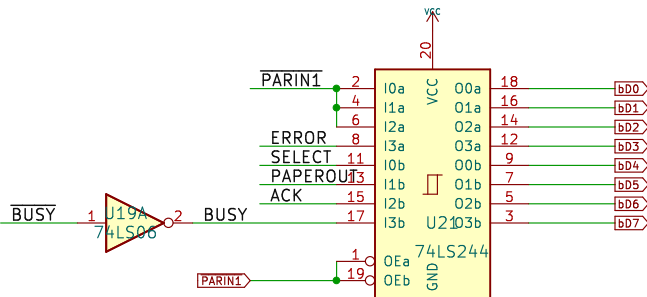 VCC
20
PARIN1
2 I0a VCC O0a 18 bD0
4 I1a O1a 16 bD1
6 I2a O2a 14 bD2
ERROR 8 I3a O3a 12 bD3
SELECT 11 I0b O0b 9 bD4
PAPEROUT 13 I1b O1b 7 bD5
ACK 15 I2b O2b 5 bD6
BUSY 1 U19A 2 BUSY 17 I3b U21 O3b 3 bD7
74LS06
74LS244
1 OEa
PARIN1 19 OEb GND